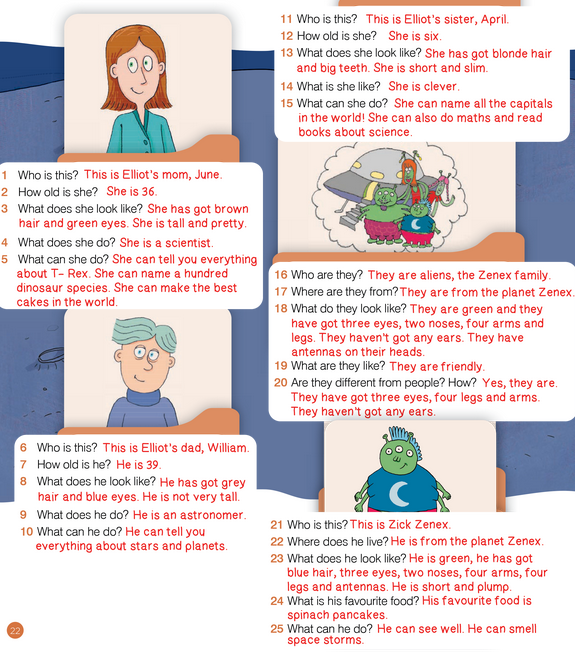 1 Who is this? This is Elliot's mom, June.
2 How old is she? She is 36.
3 What does she look like? She has got brown
hair and green eyes. She is tall and pretty.
4 What does she do? She is a scientist.
5 What can she do? She can tell you everything
about T- Rex. She can name a hundred
dinosaur species. She can make the best
cakes in the world.
6 Who is this? This is Elliot's dad, William.
7 How old is he? He is 39.
8 What does he look like? He has got grey
hair and blue eyes. He is not very tall.
9 What does he do? He is an astronomer.
10 What can he do? He can tell you
everything about stars and planets.
22
11 Who is this? This is Elliot's sister, April.
12 How old is she? She is six.
13 What does she look like? She has got blonde hair
and big teeth. She is short and slim.
14 What is she like? She is clever.
15 What can she do? She can name all the capitals
in the world! She can also do maths and read
books about science.
16 Who are they? They are aliens, the Zenex family.
17 Where are they from? They are from the planet Zenex.
18 What do they look like? They are green and they
have got three eyes, two noses, four arms and
legs. They haven't got any ears. They have
antennas on their heads.
19 What are they like? They are friendly.
20 Are they different from people? How? Yes, they are.
They have got three eyes, four legs and arms.
They haven't got any ears.
21 Who is this? This is Zick Zenex.
22 Where does he live? He is from the planet Zenex.
23 What does he look like? He is green, he has got
blue hair, three eyes, two noses, four arms, four
legs and antennas. He is short and plump.
24 What is his favourite food? His favourite food is
spinach pancakes.
25 What can he do? He can see well. He can smell
space storms.